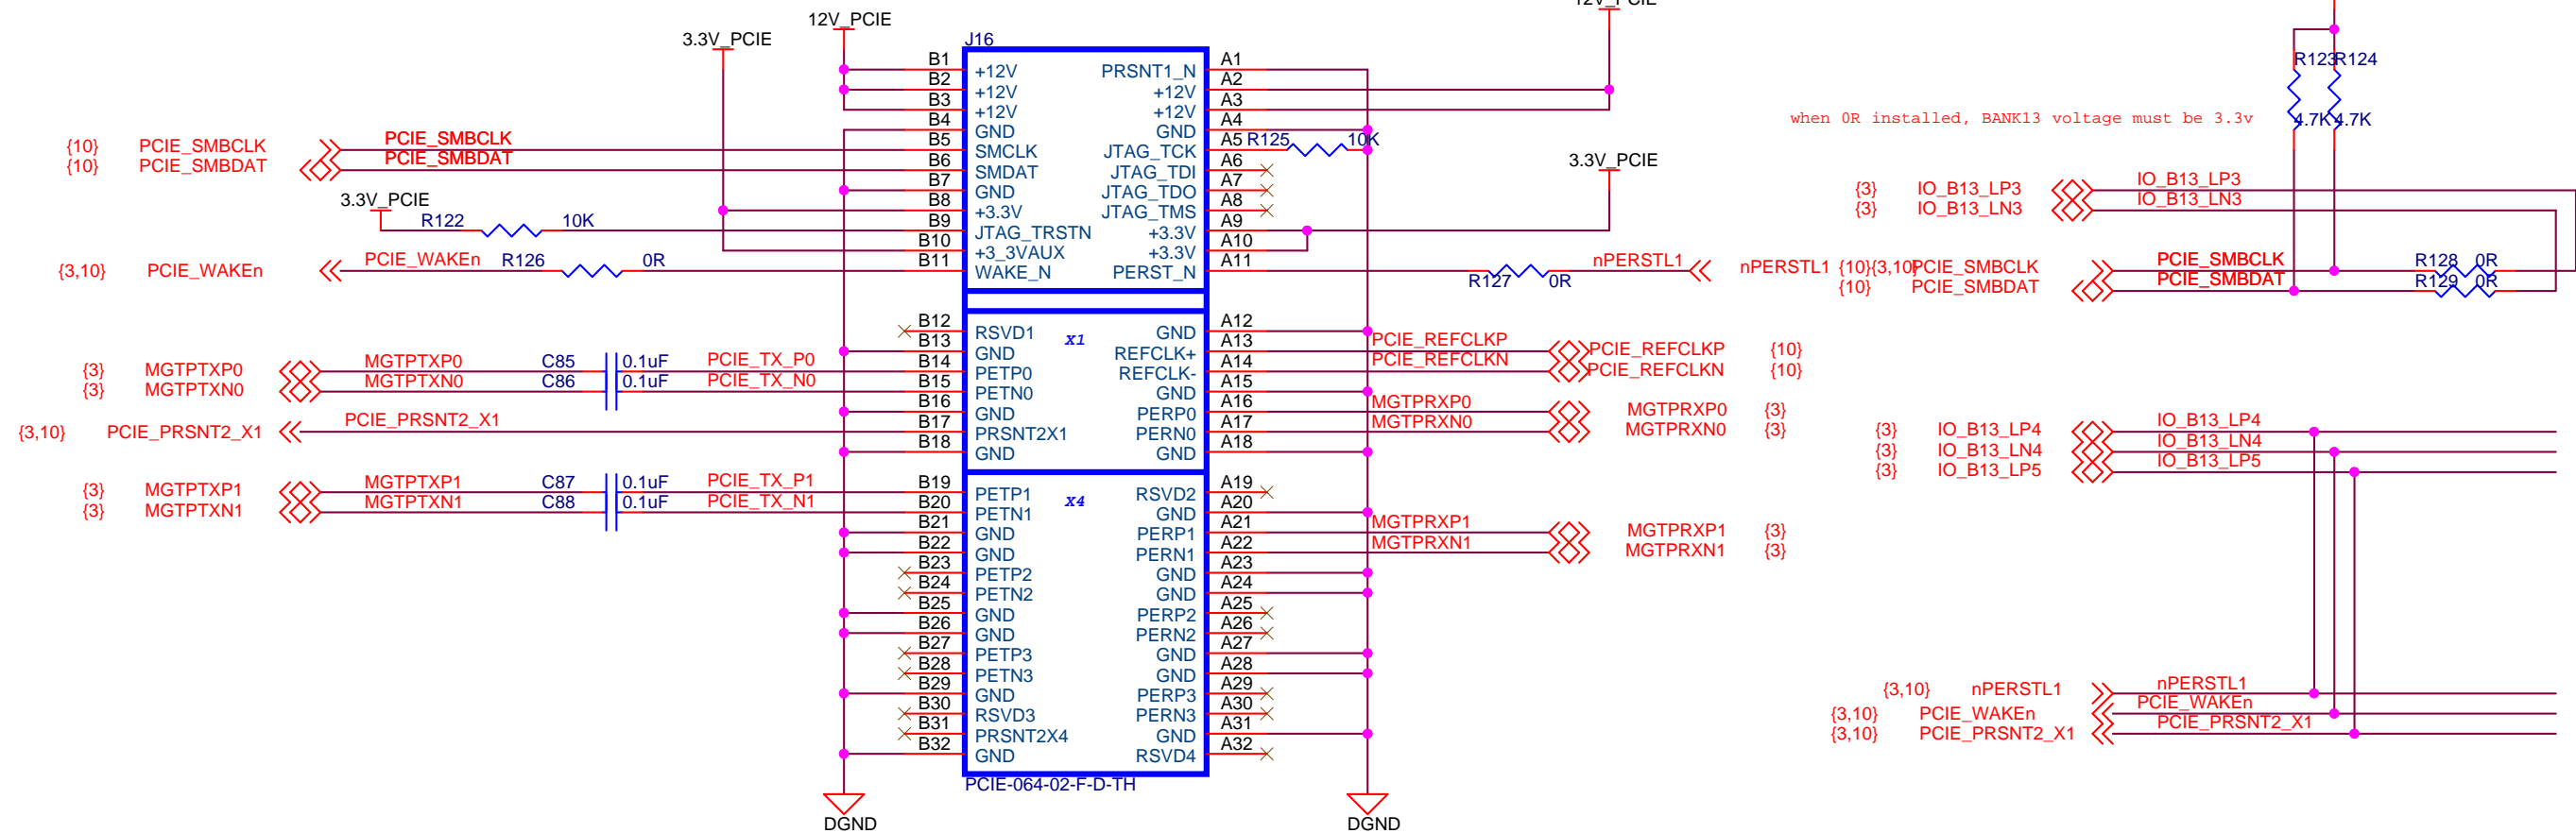 12V_PCIE
12V_PCIE
3.3V_PCIE
J16
B1 +12V PRSNT1_N A1
B2 +12V +12V A2
B3 +12V +12V A3
B4 GND GND A4
{10} PCIE_SMBCLK PCIE_SMBCLK B5 SMCLK JTAG_TCK A5 R125 10K
{10} PCIE_SMBDAT PCIE_SMBDAT B6 SMDAT JTAG_TDI A6
B7 GND JTAG_TDO A7
3.3V_PCIE
B8 +3.3V JTAG_TMS A8
3.3V_PCIE R122 10K B9 JTAG_TRSTN +3.3V A9
B10 +3_3VAUX +3.3V A10
{3,10} PCIE_WAKEn PCIE_WAKEn R126 0R B11 WAKE_N PERST_N A11 R127 0R nPERSTL1 nPERSTL1 {3,10}
B12 RSVD1 GND A12
X1
B13 GND REFCLK+ A13 PCIE_REFCLKP PCIE_REFCLKP {10}
{3} MGTPTXP0 MGTPTXP0 C85 0.1uF PCIE_TX_P0 B14 PETP0 REFCLK- A14 PCIE_REFCLKN PCIE_REFCLKN {10}
{3} MGTPTXN0 MGTPTXN0 C86 0.1uF PCIE_TX_N0 B15 PETN0 GND A15
B16 GND PERP0 A16 MGTPRXP0 MGTPRXP0 {3}
{3,10} PCIE_PRSNT2_X1 PCIE_PRSNT2_X1 B17 PRSNT2X1 PERN0 A17 MGTPRXN0 MGTPRXN0 {3}
B18 GND GND A18
{3} MGTPTXP1 MGTPTXP1 C87 0.1uF PCIE_TX_P1 B19 PETP1 RSVD2 A19
X4
{3} MGTPTXN1 MGTPTXN1 C88 0.1uF PCIE_TX_N1 B20 PETN1 GND A20
B21 GND PERP1 A21 MGTPRXP1 MGTPRXP1 {3}
B22 GND PERN1 A22 MGTPRXN1 MGTPRXN1 {3}
B23 PETP2 GND A23
B24 PETN2 GND A24
B25 GND PERP2 A25
B26 GND PERN2 A26
B27 PETP3 GND A27
B28 PETN3 GND A28
B29 GND PERP3 A29
B30 RSVD3 PERN3 A30
B31 PRSNT2X4 GND A31
B32 GND RSVD4 A32
PCIE-064-02-F-D-TH
DGND
DGND
R123 R124
when 0R installed, BANK13 voltage must be 3.3v
4.7K 4.7K
{3} IO_B13_LP3 IO_B13_LP3
{3} IO_B13_LN3 IO_B13_LN3
{10} PCIE_SMBCLK PCIE_SMBCLK R128 0R
{10} PCIE_SMBDAT PCIE_SMBDAT R129 0R
{3} IO_B13_LP4 IO_B13_LP4
{3} IO_B13_LN4 IO_B13_LN4
{3} IO_B13_LP5 IO_B13_LP5
{3,10} nPERSTL1 nPERSTL1
{3,10} PCIE_WAKEn PCIE_WAKEn
{3,10} PCIE_PRSNT2_X1 PCIE_PRSNT2_X1